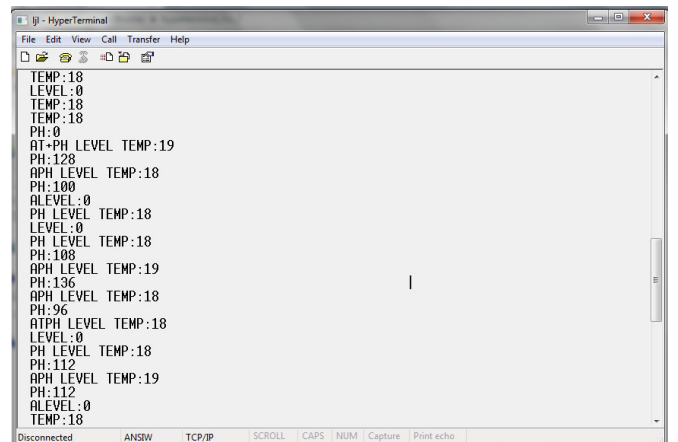 ljl - HyperTerminal
File Edit View Call Transfer Help
TEMP:18
LEVEL:0
TEMP:18
TEMP:18
PH:0
AT+PH LEVEL TEMP:19
PH:128
APH LEVEL TEMP:18
PH:100
ALEVEL:0
PH LEVEL TEMP:18
LEVEL:0
PH LEVEL TEMP:18
PH:108
APH LEVEL TEMP:19
PH:136
APH LEVEL TEMP:18
PH:96
ATPH LEVEL TEMP:18
LEVEL:0
PH LEVEL TEMP:18
PH:112
APH LEVEL TEMP:19
PH:112
ALEVEL:0
TEMP:18
Disconnected ANSIW TCP/IP SCROLL CAPS NUM Capture Print echo